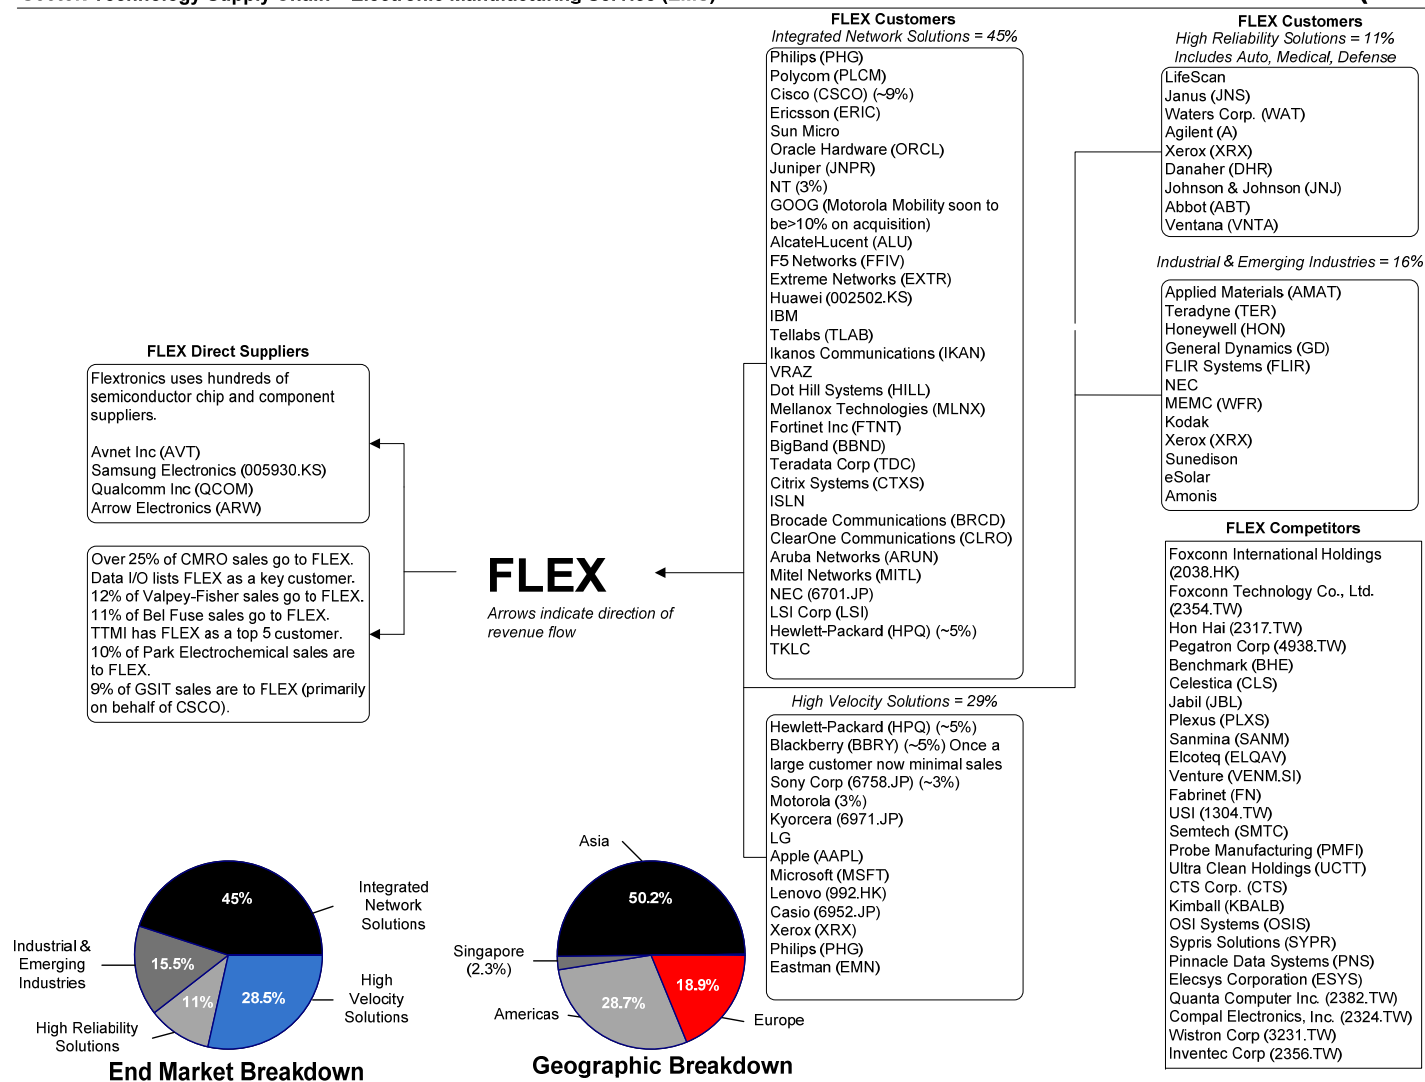 FLEX Customers
Integrated Network Solutions = 45%
Philips (PHG)
Polycom (PLCM)
Cisco (CSCO) (~9%)
Ericsson (ERIC)
Sun Micro
Oracle Hardware (ORCL)
Juniper (JNPR)
NT (3%)
GOOG (Motorola Mobility soon to
be>10% on acquisition)
Alcatel-Lucent (ALU)
F5 Networks (FFIV)
Extreme Networks (EXTR)
Huawei (002502.KS)
IBM
Tellabs (TLAB)
Ikanos Communications (IKAN)
VRAZ
Dot Hill Systems (HILL)
Mellanox Technologies (MLNX)
Fortinet Inc (FTNT)
BigBand (BBND)
Teradata Corp (TDC)
Citrix Systems (CTXS)
ISLN
Brocade Communications (BRCD)
ClearOne Communications (CLRO)
Aruba Networks (ARUN)
Mitel Networks (MITL)
NEC (6701.JP)
LSI Corp (LSI)
Hewlett-Packard (HPQ) (~5%)
TKLC
High Velocity Solutions = 29%
Hewlett-Packard (HPQ) (~5%)
Blackberry (BBRY) (~5%) Once a
large customer now minimal sales
Sony Corp (6758.JP) (~3%)
Motorola (3%)
Kyorcera (6971.JP)
LG
Apple (AAPL)
Microsoft (MSFT)
Lenovo (992.HK)
Casio (6952.JP)
Xerox (XRX)
Philips (PHG)
Eastman (EMN)
FLEX Customers
High Reliability Solutions = 11%
Includes Auto, Medical, Defense
LifeScan
Janus (JNS)
Waters Corp. (WAT)
Agilent (A)
Xerox (XRX)
Danaher (DHR)
Johnson & Johnson (JNJ)
Abbot (ABT)
Ventana (VNTA)
Industrial & Emerging Industries = 16%
Applied Materials (AMAT)
Teradyne (TER)
Honeywell (HON)
General Dynamics (GD)
FLIR Systems (FLIR)
NEC
MEMC (WFR)
Kodak
Xerox (XRX)
Sunedison
eSolar
Amonis
FLEX Competitors
Foxconn International Holdings
(2038.HK)
Foxconn Technology Co., Ltd.
(2354.TW)
Hon Hai (2317.TW)
Pegatron Corp (4938.TW)
Benchmark (BHE)
Celestica (CLS)
Jabil (JBL)
Plexus (PLXS)
Sanmina (SANM)
Elcoteq (ELQAV)
Venture (VENM.SI)
Fabrinet (FN)
USI (1304.TW)
Semtech (SMTC)
Probe Manufacturing (PMFI)
Ultra Clean Holdings (UCTT)
CTS Corp. (CTS)
Kimball (KBALB)
OSI Systems (OSIS)
Sypris Solutions (SYPR)
Pinnacle Data Systems (PNS)
Elecsys Corporation (ESYS)
Quanta Computer Inc. (2382.TW)
Compal Electronics, Inc. (2324.TW)
Wistron Corp (3231.TW)
Inventec Corp (2356.TW)
FLEX Direct Suppliers
Flextronics uses hundreds of
semiconductor chip and component
suppliers.
Avnet Inc (AVT)
Samsung Electronics (005930.KS)
Qualcomm Inc (QCOM)
Arrow Electronics (ARW)
Over 25% of CMRO sales go to FLEX.
Data I/O lists FLEX as a key customer.
12% of Valpey-Fisher sales go to FLEX.
11% of Bel Fuse sales go to FLEX.
TTMI has FLEX as a top 5 customer.
10% of Park Electrochemical sales are
to FLEX.
9% of GSIT sales are to FLEX (primarily
on behalf of CSCO).
FLEX
Arrows indicate direction of
revenue flow
45%
Integrated
Network
Solutions
Industrial &
Emerging
Industries
15.5%
11%
28.5%
High
Velocity
Solutions
High Reliability
Solutions
End Market Breakdown
Asia
50.2%
Singapore
(2.3%)
18.9%
28.7%
Americas
Europe
Geographic Breakdown